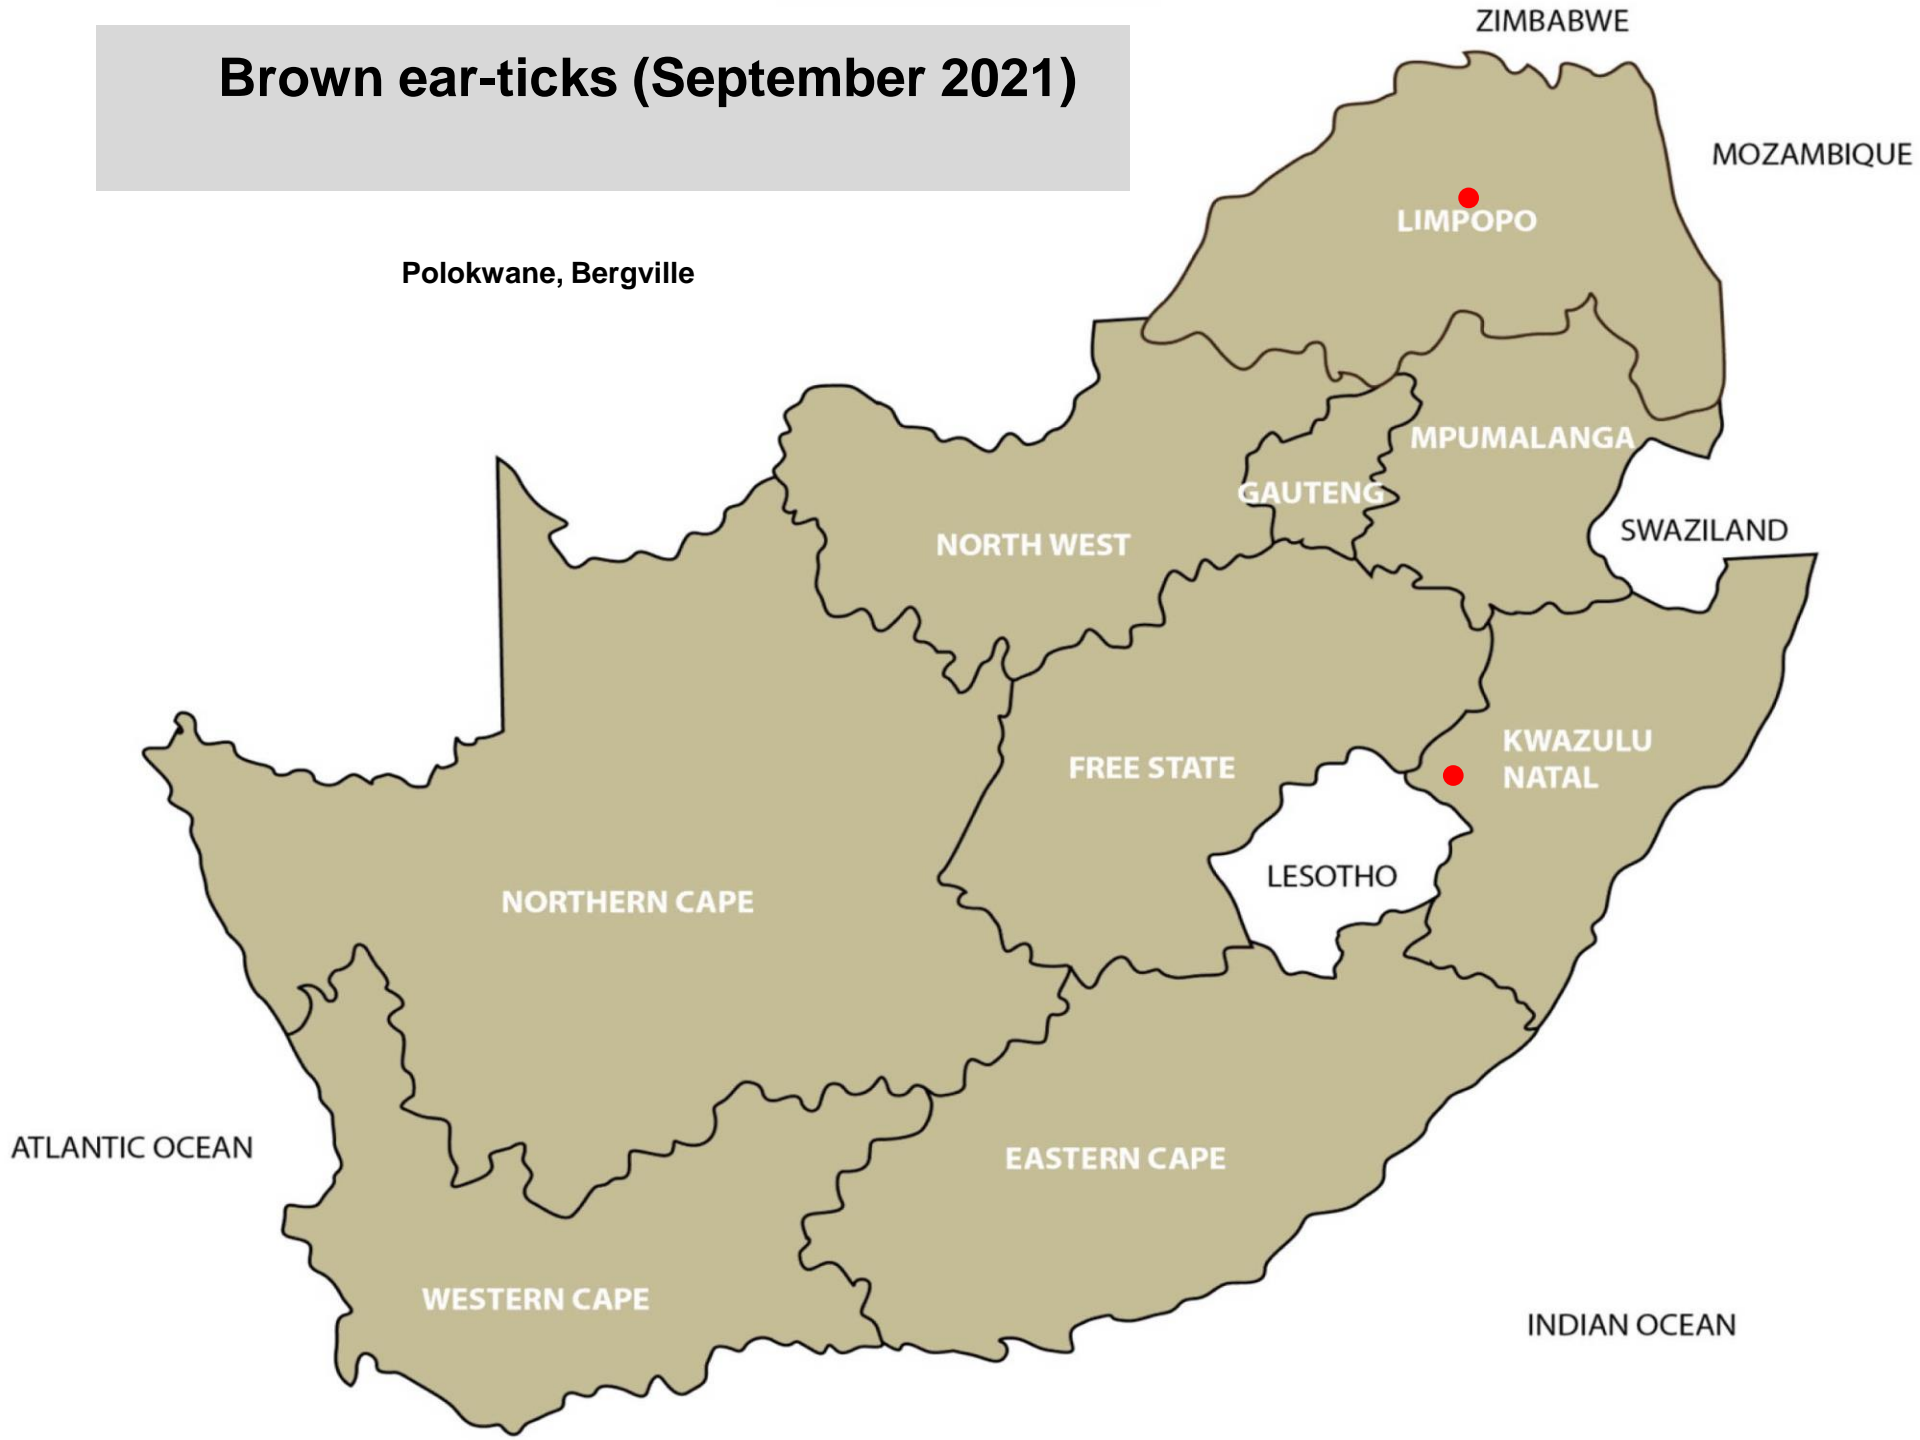 ZIMBABWE
Brown ear-ticks (September 2021)
MOZAMBIQUE
LIMPOPO
Polokwane, Bergville
MPUMALANGA
GAUTENG
SWAZILAND
NORTH WEST
KWAZULU
NATAL
FREE STATE
LESOTHO
NORTHERN CAPE
ATLANTIC OCEAN
EASTERN CAPE
WESTERN CAPE
INDIAN OCEAN